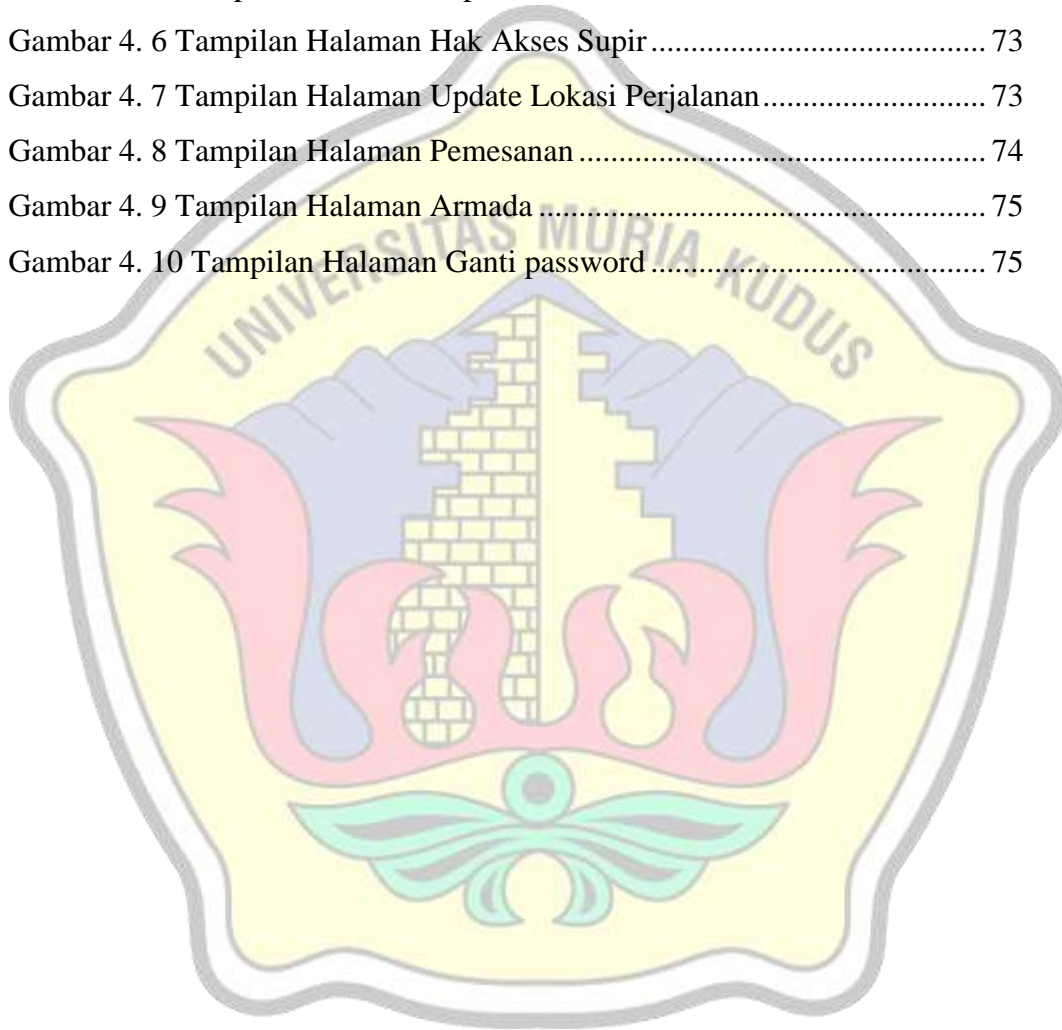 Gambar 4. 6 Tampilan Halaman Hak Akses Supir.......................................... 73
Gambar 4. 7 Tampilan Halaman Update Lokasi Perjalanan............................ 73
Gambar 4. 8 Tampilan Halaman Pemesanan.................................................... 74
Gambar 4. 9 Tampilan Halaman Armada......................................................... 75
Gambar 4. 10 Tampilan Halaman Ganti password.......................................... 75
UNIVERSITAS MURIA KUDUS